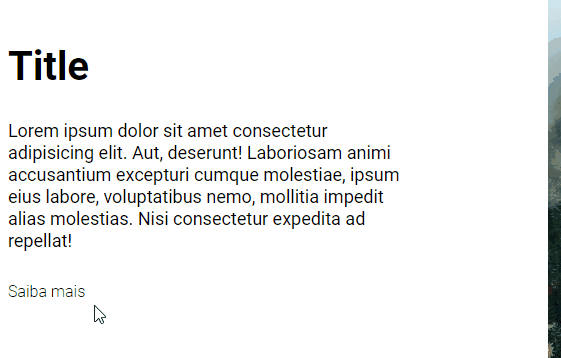 Title
Lorem ipsum dolor sit amet consectetur
adipisicing elit. Aut, deserunt! Laboriosam animi
accusantium excepturi cumque molestiae, ipsum
eius labore, voluptatibus nemo, mollitia impedit
alias molestias. Nisi consectetur expedita ad
repellat!
Saiba mais